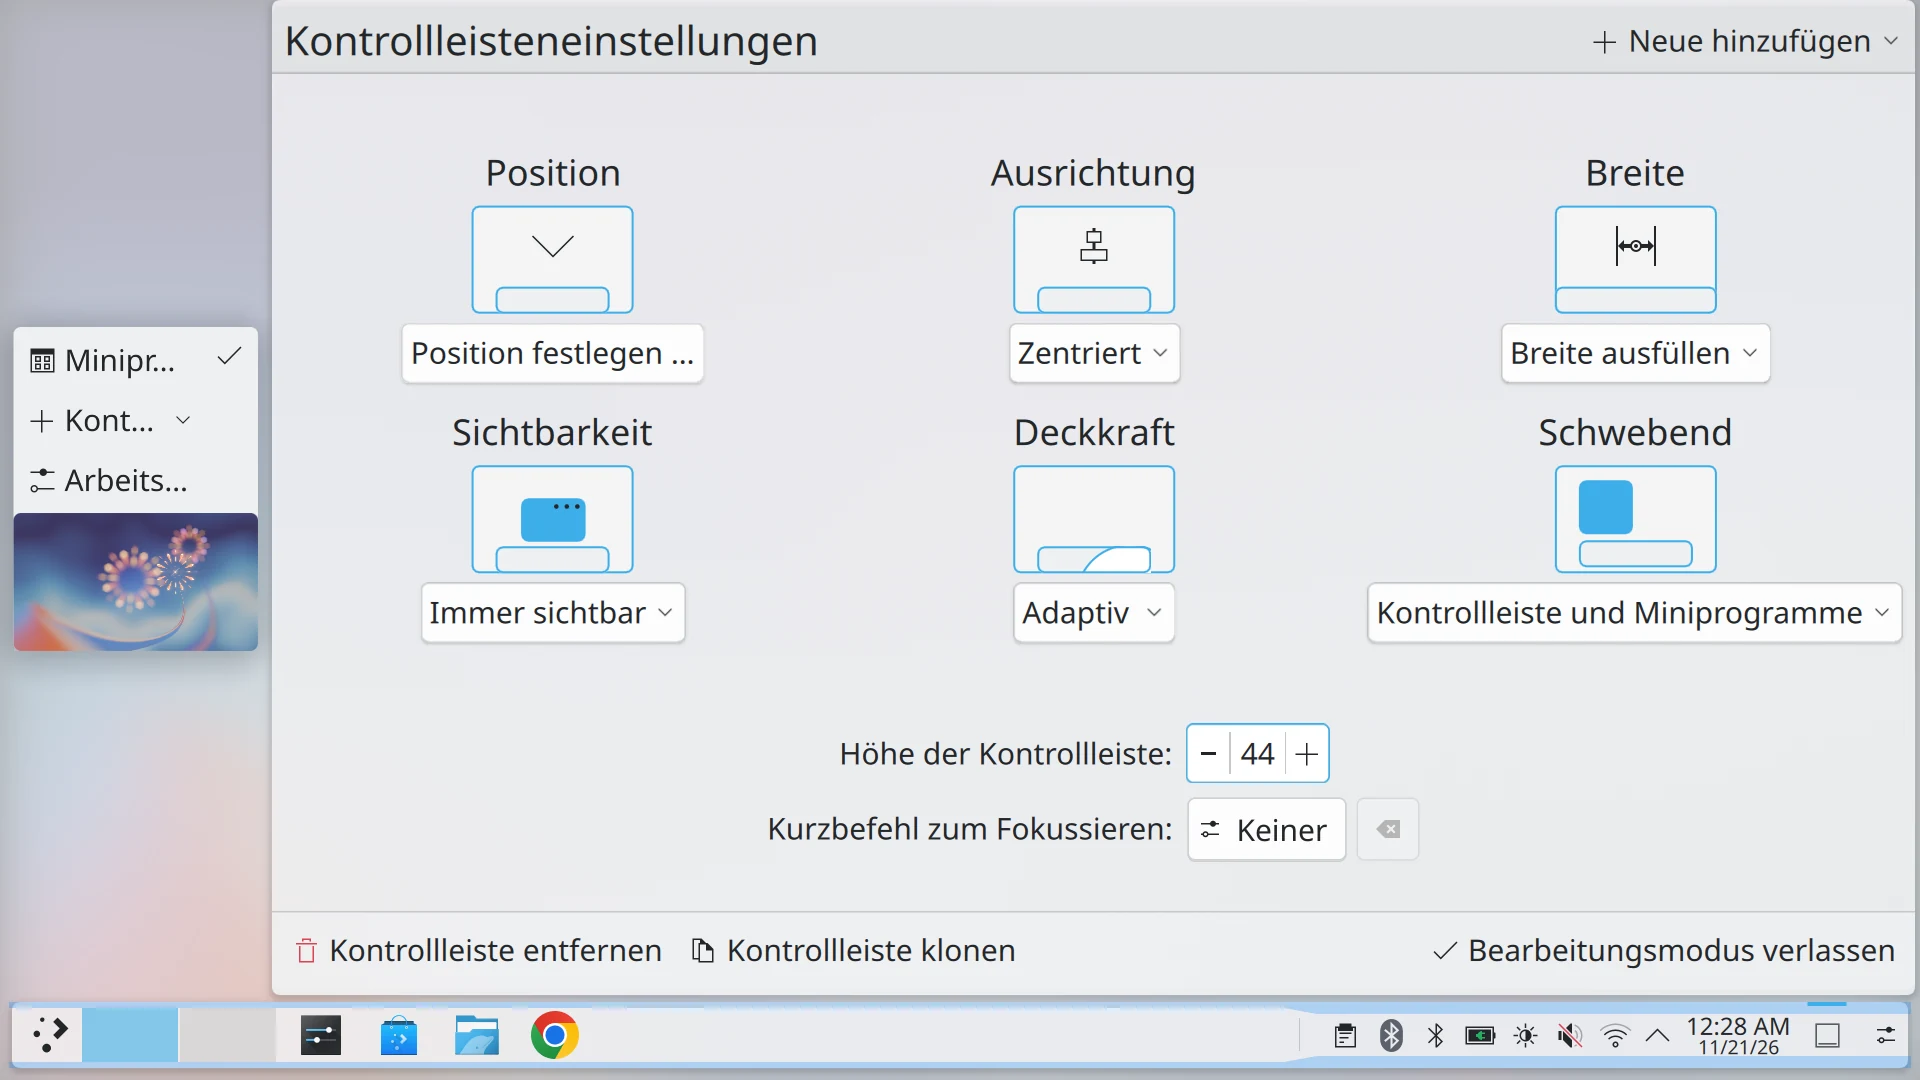 Kontrollleisteneinstellungen
Neue hinzufügen
Position
Ausrichtung
Breite
Position festlegen ...
Zentriert
Breite ausfüllen
Minipr...
Kont...
Arbeits...
Sichtbarkeit
Deckkraft
Schwebend
Immer sichtbar
Adaptiv
Kontrollleiste und Miniprogramme
Höhe der Kontrollleiste:
44
Kurzbefehl zum Fokussieren:
Keiner
Kontrollleiste entfernen
Kontrollleiste klonen
Bearbeitungsmodus verlassen
12:28 AM
11/21/26